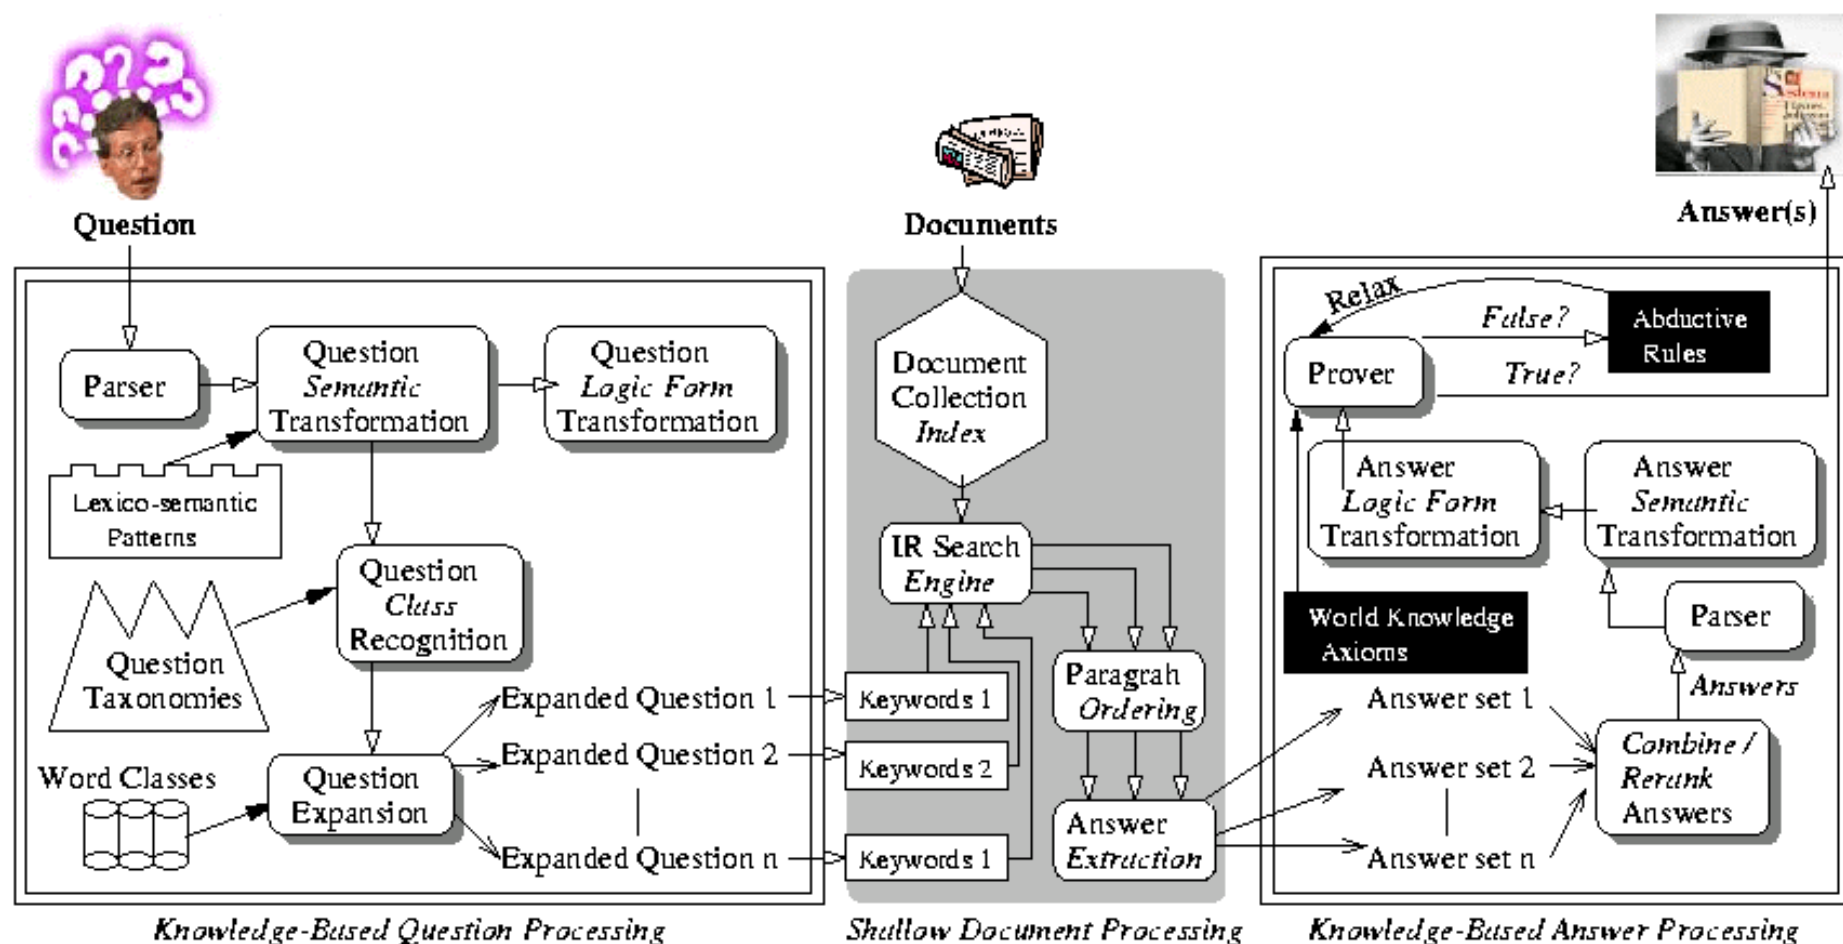 Question
Documents
Answer(s)
Parser
Question
Semantic
Transformation
Question
Logic Form
Transformation
Lexico-semantic
Patterns
Question
Class
Recognition
Question
Taxonomies
Word Classes
Question
Expansion
Expanded Question 1
Expanded Question 2
Expanded Question n
Knowledge-Based Question Processing
Document
Collection
Index
IR Search
Engine
Keywords 1
Keywords 2
Keywords 1
Paragrah
Ordering
Answer
Extraction
Shallow Document Processing
Relax
False?
True?
Abductive
Rules
Prover
Answer
Logic Form
Transformation
Answer
Semantic
Transformation
World Knowledge
Axioms
Parser
Answers
Answer set 1
Answer set 2
Answer set n
Combine /
Rerank
Answers
Knowledge-Based Answer Processing